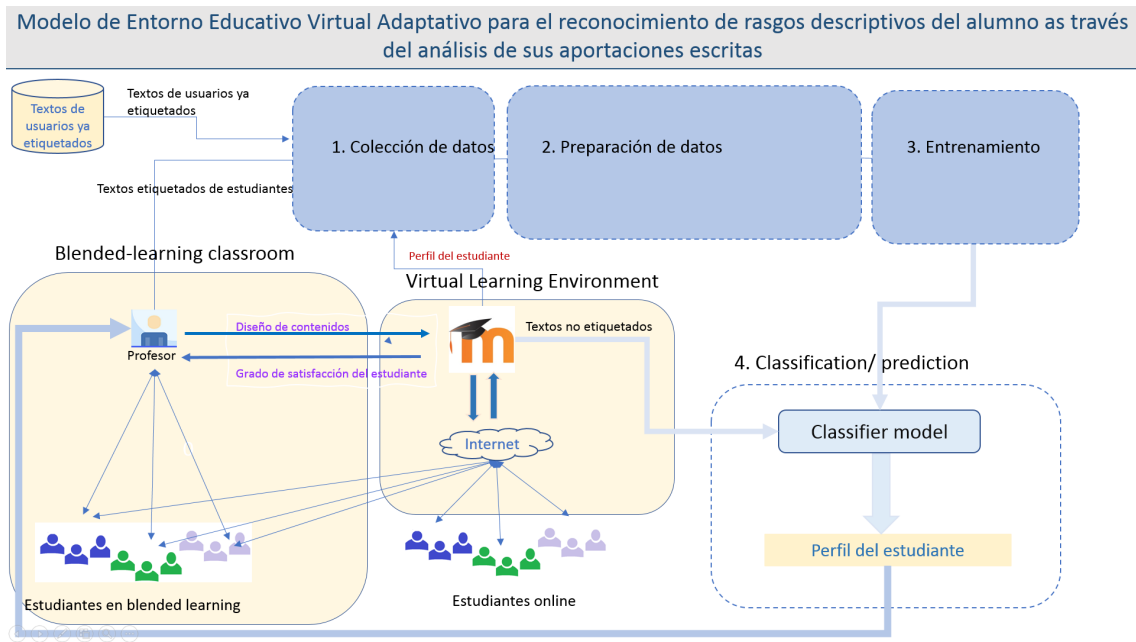 Modelo de Entorno Educativo Virtual Adaptativo para el reconocimiento de rasgos descriptivos del alumno as través
del análisis de sus aportaciones escritas
Textos de
usuarios ya
etiquetados
Textos de usuarios ya
etiquetados
1. Colección de datos
2. Preparación de datos
3. Entrenamiento
Textos etiquetados de estudiantes
Blended-learning classroom
Perfil del estudiante
Virtual Learning Environment
Profesor
Diseño de contenidos
Grado de satisfacción del estudiante
m
Textos no etiquetados
4. Classification/ prediction
Classifier model
Internet
Perfil del estudiante
Estudiantes en blended learning
Estudiantes online